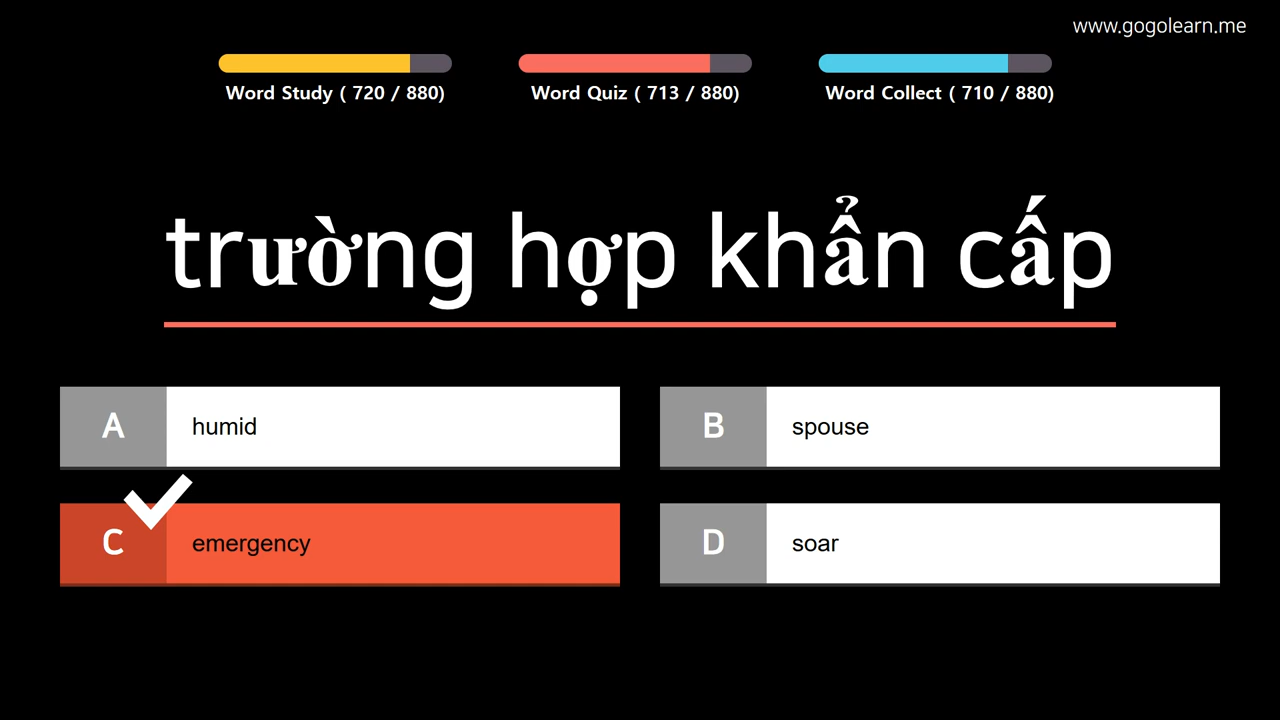 www.gogolearn.me
Word Study ( 720 / 880)
Word Quiz ( 713 / 880)
Word Collect ( 710 / 880)
trường hợp khẩn cấp
A humid
B spouse
C emergency
D soar